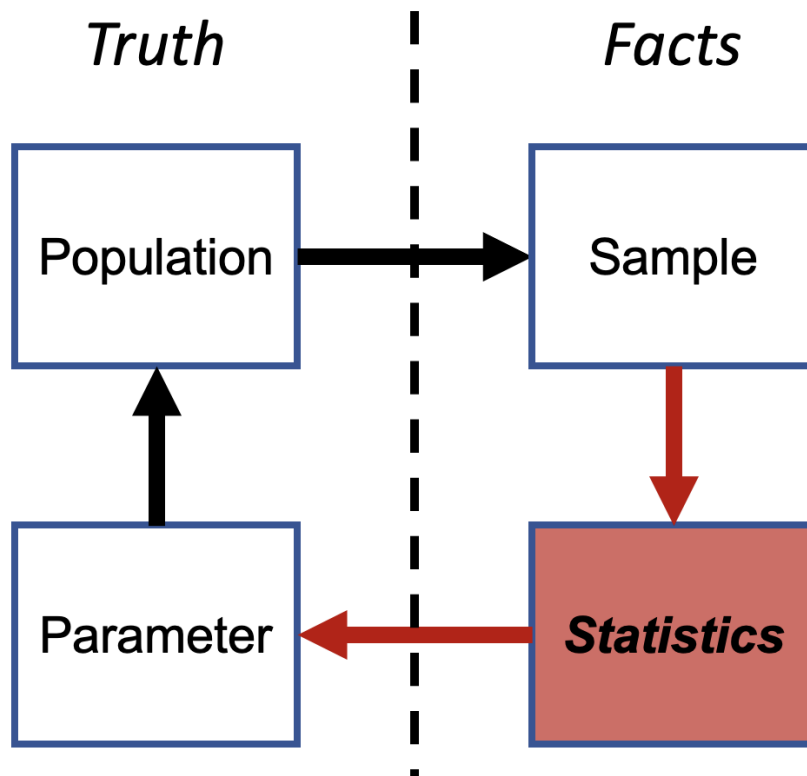 Truth
Facts
Population
Sample
Parameter
Statistics